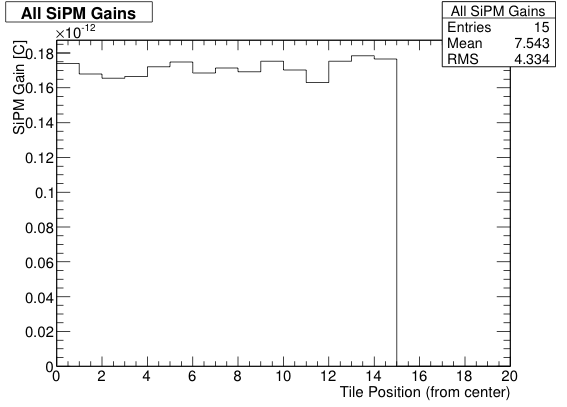 All SiPM Gains
All SiPM Gains
Entries 15
Mean 7.543
RMS 4.334
×10⁻¹²
SiPM Gain [C]
0.18
0.16
0.14
0.12
0.1
0.08
0.06
0.04
0.02
0
0 2 4 6 8 10 12 14 16 18 20
Tile Position (from center)